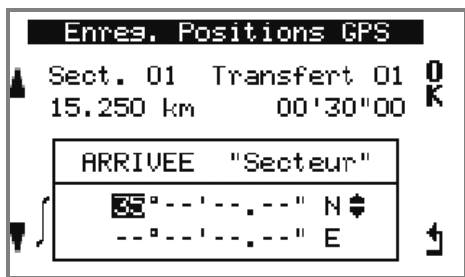 Enreg. Positions GPS
Sect. 01 Transfert 01
15.250 km 00'30"00
OK
ARRIVEE "Secteur"
35°--'--.--" N
--°--'--.--" E